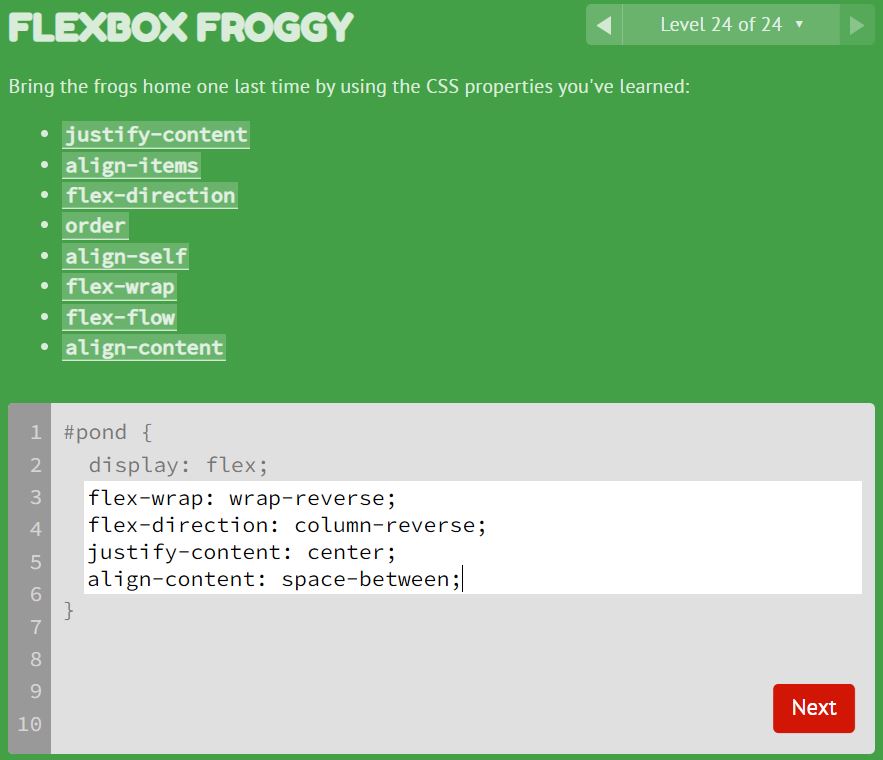 FLEXBOX FROGGY
Level 24 of 24
Bring the frogs home one last time by using the CSS properties you've learned:
justify-content
align-items
flex-direction
order
align-self
flex-wrap
flex-flow
align-content
1 #pond {
2 display: flex;
3 flex-wrap: wrap-reverse;
4 flex-direction: column-reverse;
5 justify-content: center;
6 align-content: space-between;
7 }
8
9
10
Next